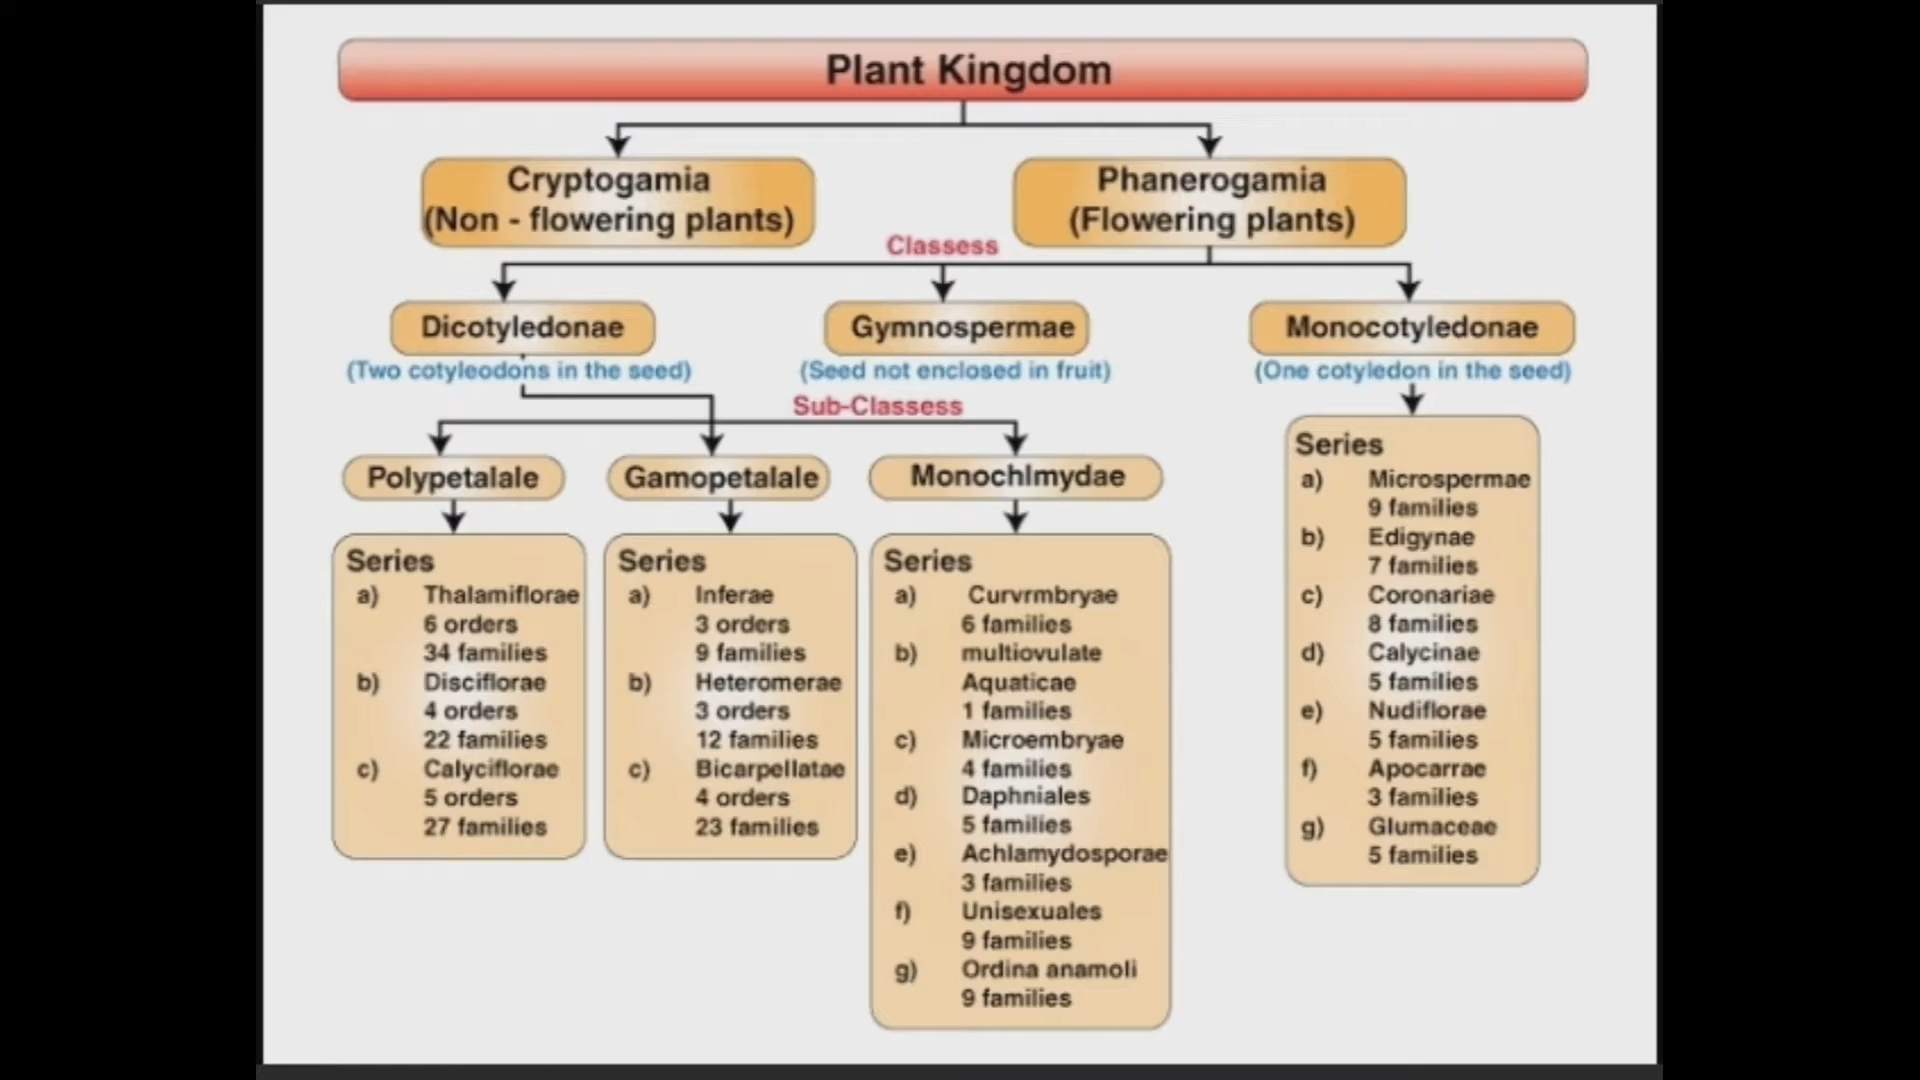 Plant Kingdom
Cryptogamia
(Non - flowering plants)
Phanerogamia
(Flowering plants)
Classess
Dicotyledonae
(Two cotyleodons in the seed)
Gymnospermae
(Seed not enclosed in fruit)
Monocotyledonae
(One cotyledon in the seed)
Sub-Classess
Polypetalale
Gamopetalale
Monochlmydae
Series
a) Thalamiflorae
6 orders
34 families
b) Disciflorae
4 orders
22 families
c) Calyciflorae
5 orders
27 families
Series
a) Inferae
3 orders
9 families
b) Heteromerae
3 orders
12 families
c) Bicarpellatae
4 orders
23 families
Series
a) Curvrmbryae
6 families
b) multiovulate
Aquaticae
1 families
c) Microembryae
4 families
d) Daphniales
5 families
e) Achlamydosporae
3 families
f) Unisexuales
9 families
g) Ordina anamoli
9 families
Series
a) Microspermae
9 families
b) Edigynae
7 families
c) Coronariae
8 families
d) Calycinae
5 families
e) Nudiflorae
5 families
f) Apocarrae
3 families
g) Glumaceae
5 families